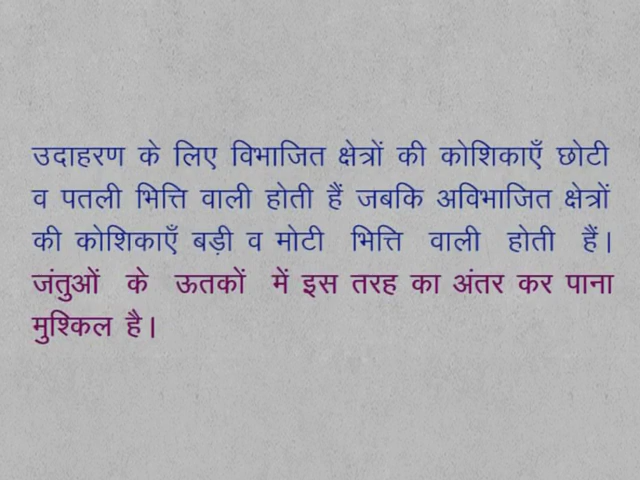 उदाहरण के लिए विभाजित क्षेत्रों की कोशिकाएँ छोटी
व पतली भित्ति वाली होती हैं जबकि अविभाजित क्षेत्रों
की कोशिकाएँ बड़ी व मोटी भित्ति वाली होती हैं।
जंतुओं के ऊतकों में इस तरह का अंतर कर पाना
मुश्किल है।